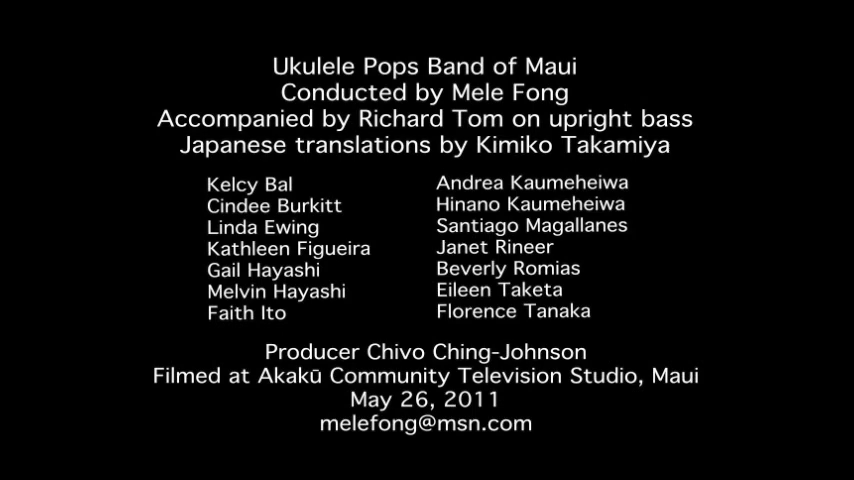 Ukulele Pops Band of Maui
Conducted by Mele Fong
Accompanied by Richard Tom on upright bass
Japanese translations by Kimiko Takamiya
Kelcy Bal
Cindee Burkitt
Linda Ewing
Kathleen Figueira
Gail Hayashi
Melvin Hayashi
Faith Ito
Andrea Kaumeheiwa
Hinano Kaumeheiwa
Santiago Magallanes
Janet Rineer
Beverly Romias
Eileen Taketa
Florence Tanaka
Producer Chivo Ching-Johnson
Filmed at Akakū Community Television Studio, Maui
May 26, 2011
melefong@msn.com